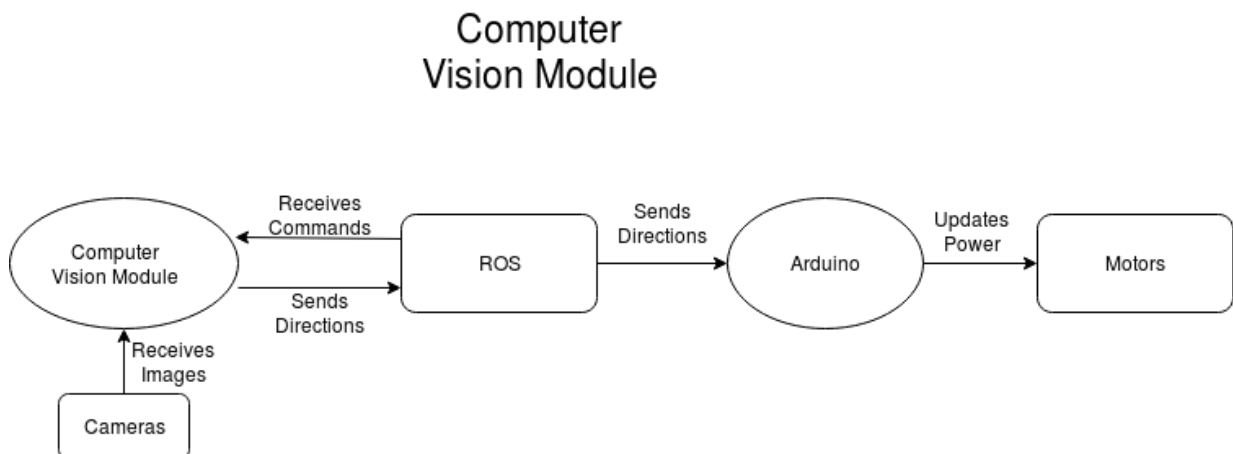 Computer
Vision Module
Receives
Commands
Sends
Directions
Updates
Power
Computer
Vision Module
ROS
Arduino
Motors
Sends
Directions
Receives
Images
Cameras